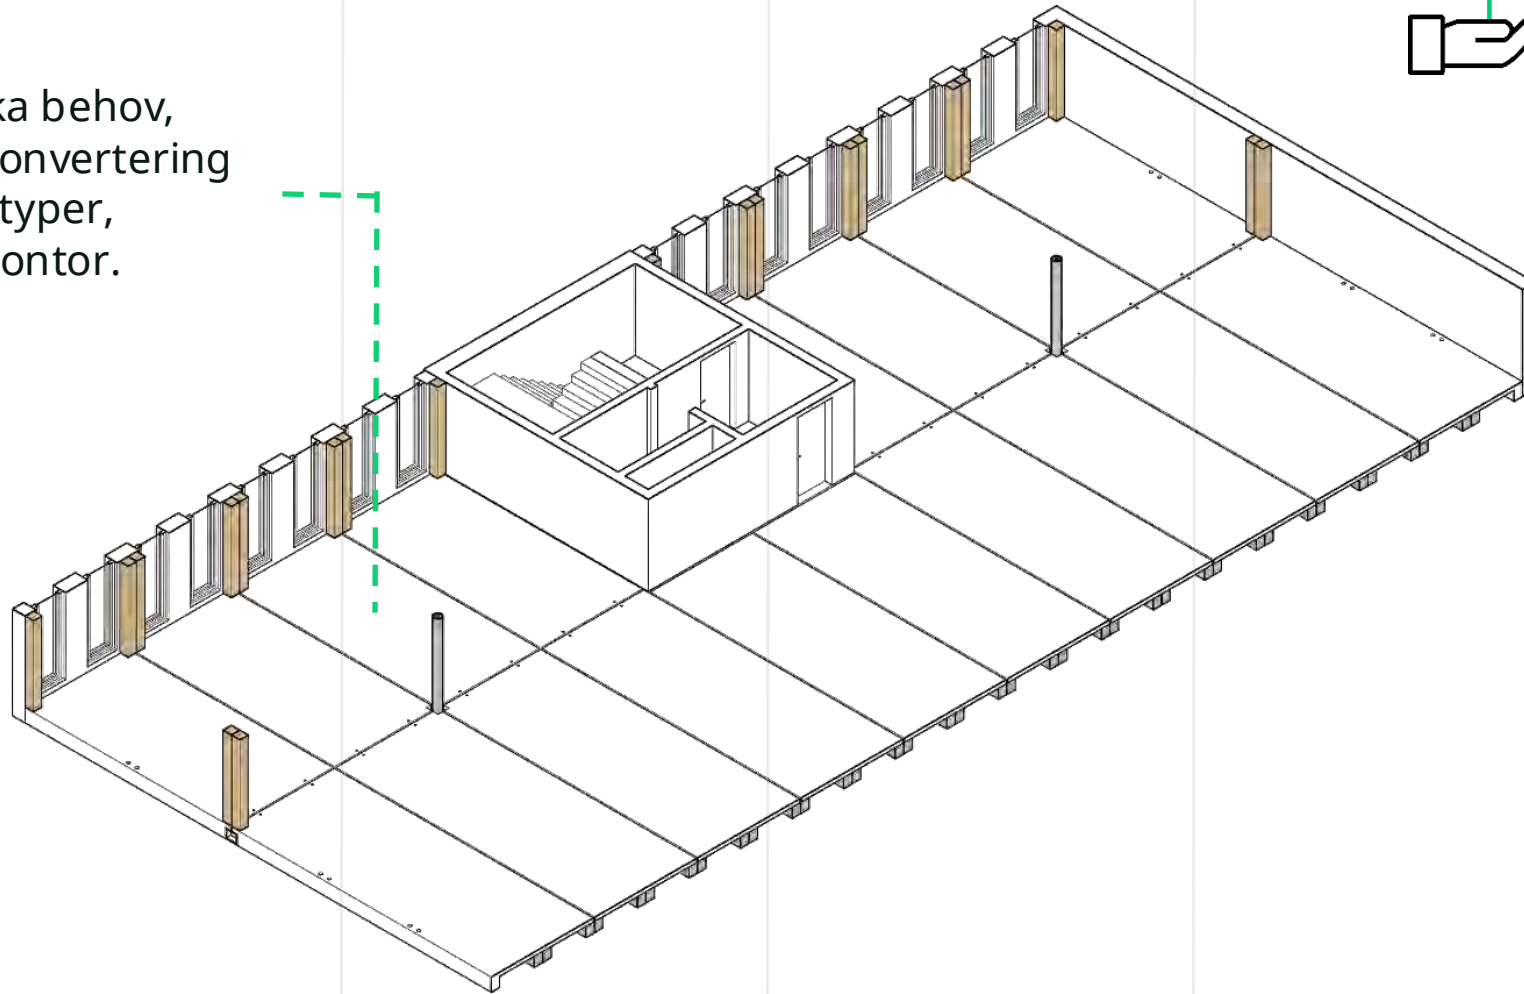 ka behov,
onvertering
typer,
ontor.